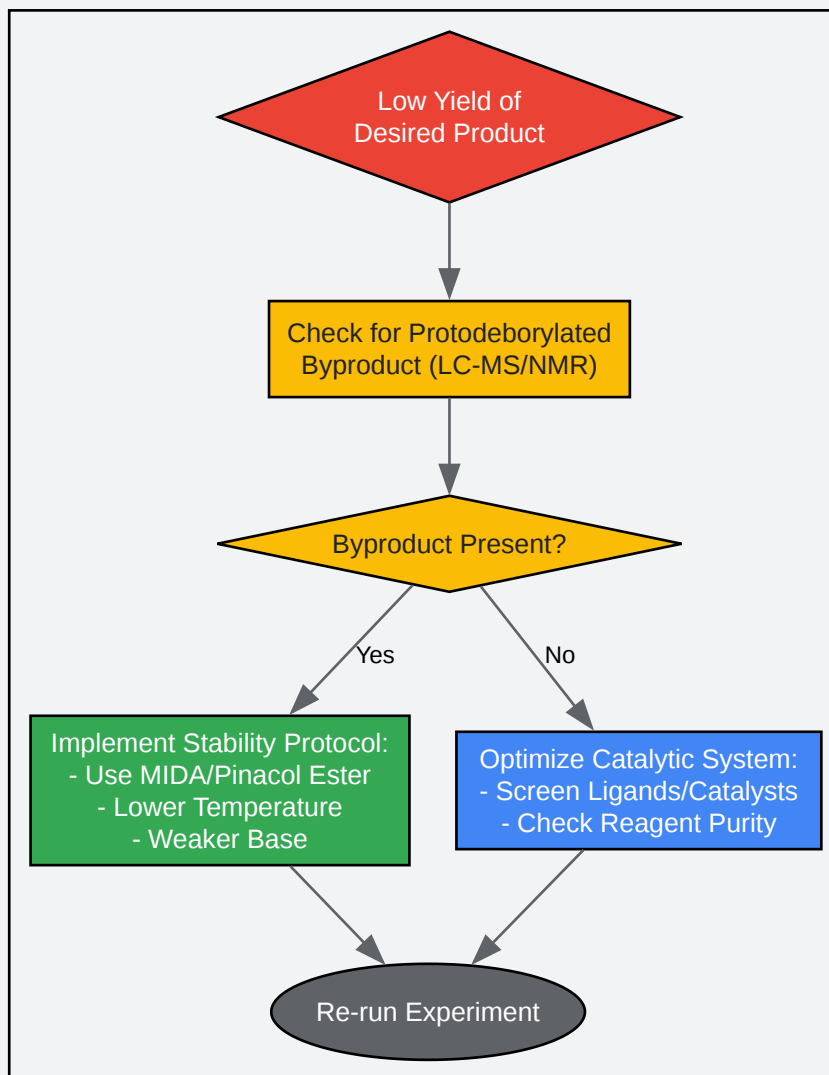 Low Yield of
Desired Product
Check for Protodeborylated
Byproduct (LC-MS/NMR)
Byproduct Present?
Yes
No
Implement Stability Protocol:
- Use MIDA/Pinacol Ester
- Lower Temperature
- Weaker Base
Optimize Catalytic System:
- Screen Ligands/Catalysts
- Check Reagent Purity
Re-run Experiment